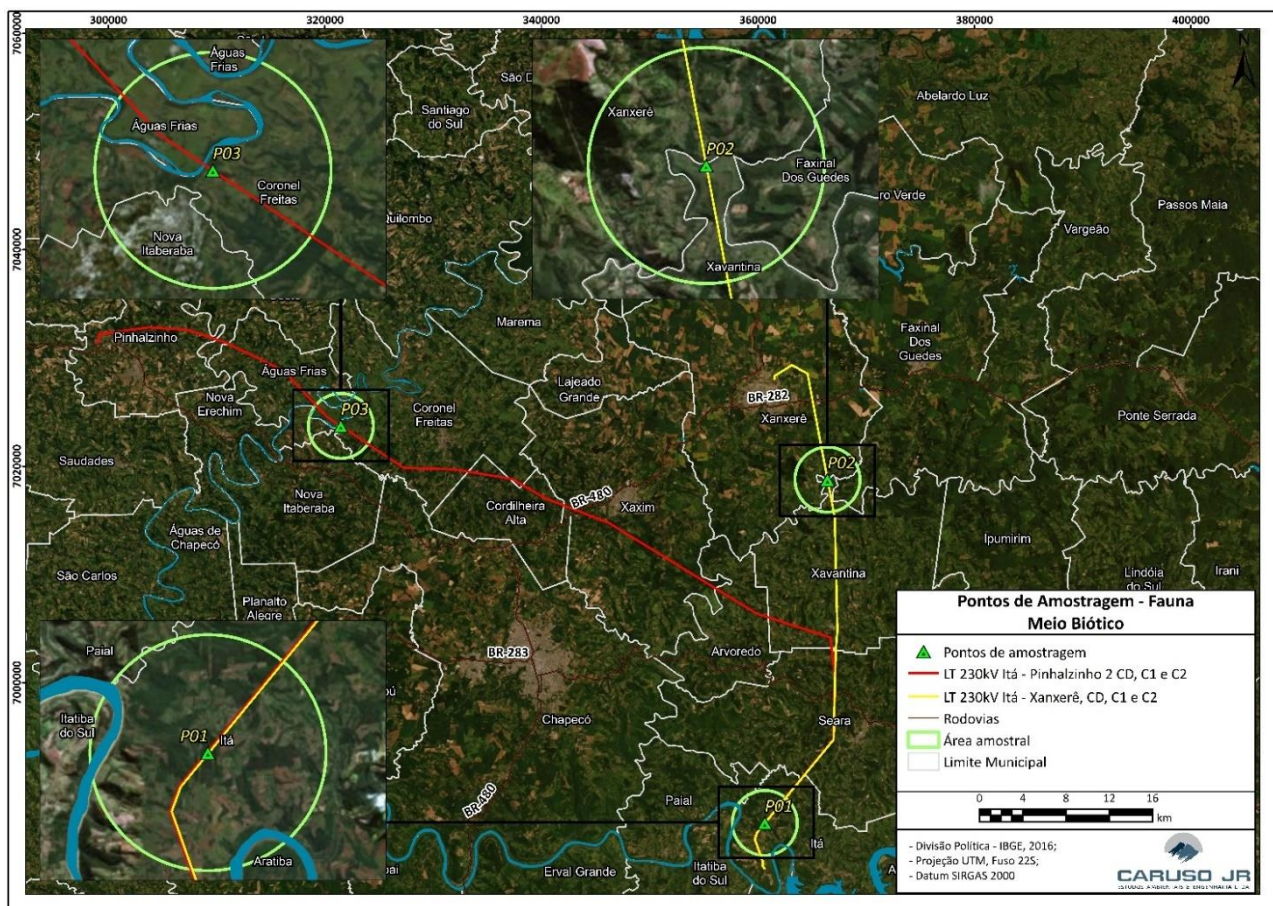 300000
320000
340000
360000
380000
400000
7060000
7040000
7020000
7000000
Águas
Frias
Águas Frias
P03
Coronel
Freitas
Nova
Itaberaba
Santiago
do Sul
Xanxerê
P02
Faxinal
Dos Guedes
Xavantina
Abelardo Luz
Passos Maia
Vargeão
Marema
Pinhalzinho
Águas Frias
Lajeado
Grande
Faxinal
Dos
Guedes
Nova
Erechim
P03
Coronel
Freitas
BR-282
Xanxerê
Ponte Serrada
Saudades
P02
Nova
Itaberaba
Cordilheira
Alta
BR-480
Xaxim
Águas de
Chapecó
Ipumirim
São Carlos
Xavantina
Lindóia
do Sul
Irani
Planalto
Alegre
Paial
Itatiba
do Sul
P01
Itá
Aratiba
BR-283
Arvoredo
Chapecó
Seara
BR-480
Paial
P01
Itá
Itatiba
do Sul
Erval Grande
Pontos de Amostragem - Fauna
Meio Biótico
Pontos de amostragem
LT 230kV Itá - Pinhalzinho 2 CD, C1 e C2
LT 230kV Itá - Xanxerê, CD, C1 e C2
Rodovias
Área amostral
Limite Municipal
0 4 8 12 16
km
- Divisão Política - IBGE, 2016;
- Projeção UTM, Fuso 22S;
- Datum SIRGAS 2000
CARUSO JR
ESTUDOS AMBIENTAIS & ENGENHARIA LTDA